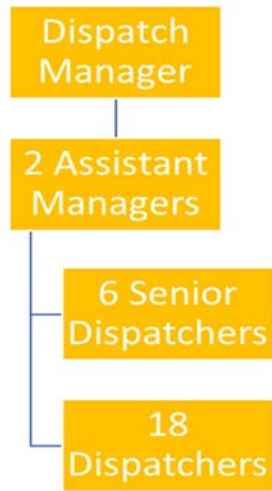 Dispatch
Manager
2 Assistant
Managers
6 Senior
Dispatchers
18
Dispatchers